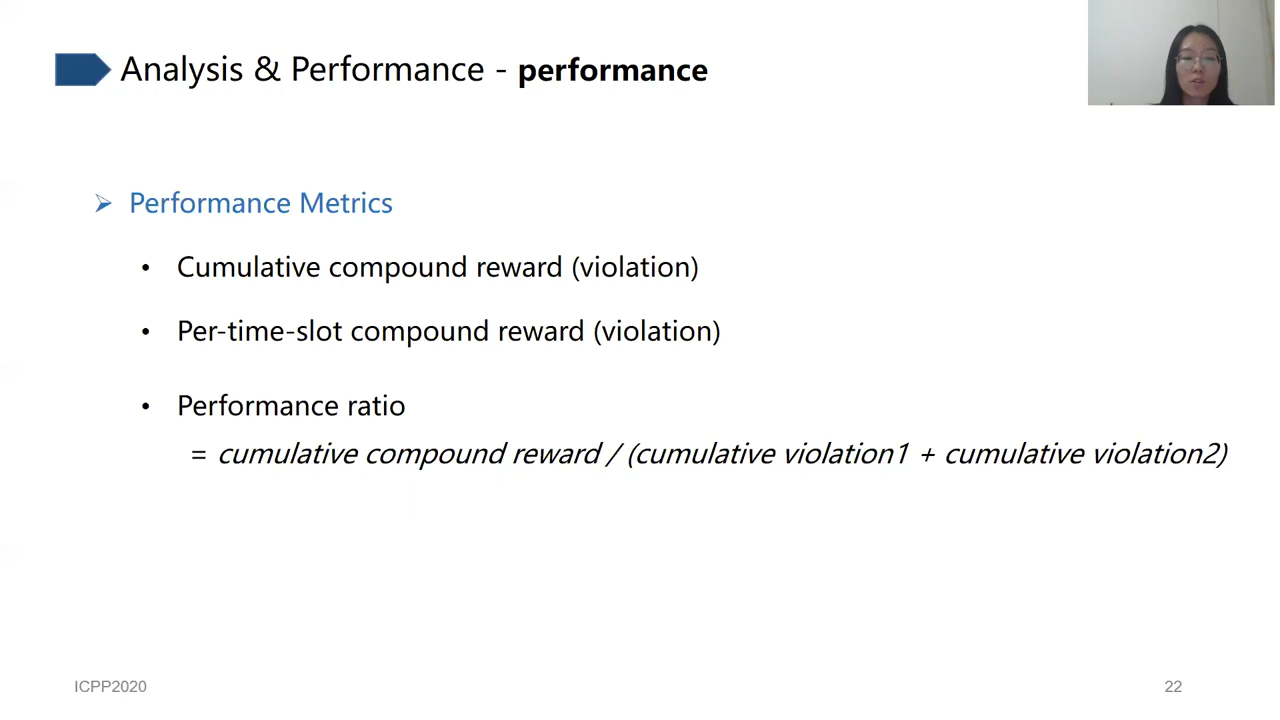 Analysis & Performance - performance
Performance Metrics
Cumulative compound reward (violation)
Per-time-slot compound reward (violation)
Performance ratio
= cumulative compound reward / (cumulative violation1 + cumulative violation2)
ICPP2020
22